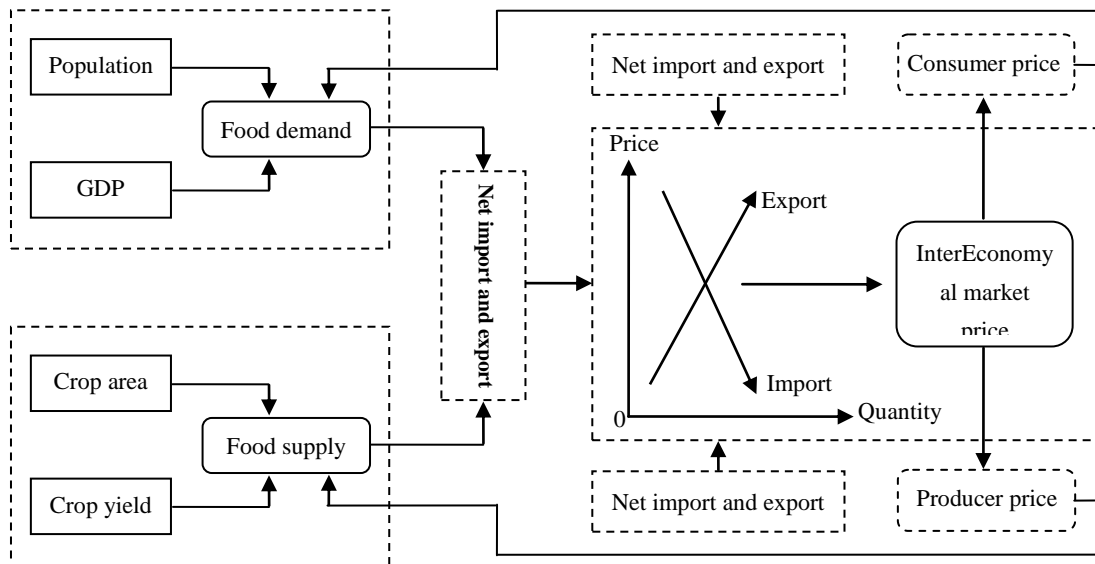 Population
GDP
Food demand
Crop area
Crop yield
Food supply
Net import and export
Net import and export
Price
Export
Import
0
Quantity
Net import and export
Consumer price
InterEconomy
al market
price
Producer price